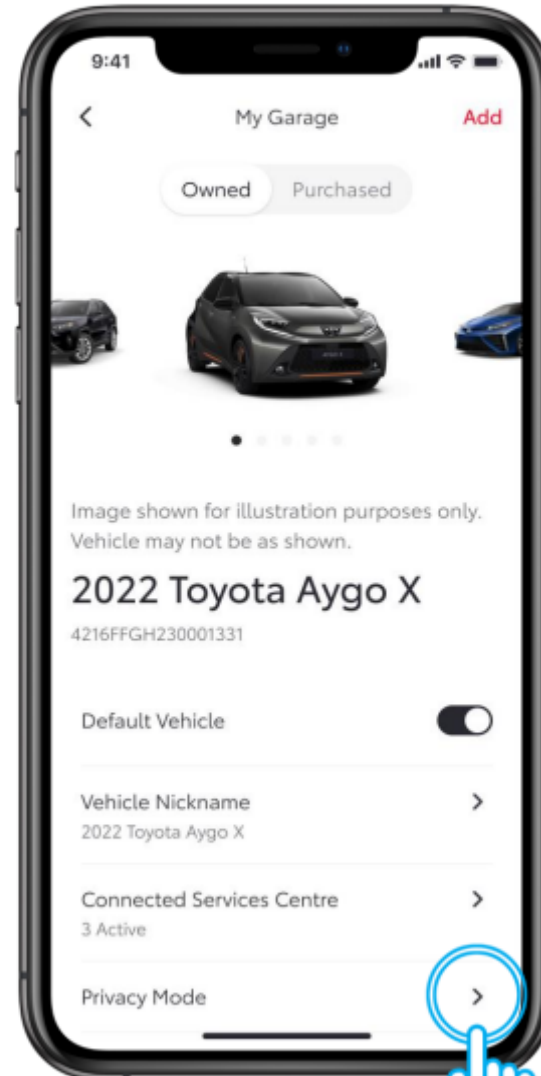 9:41
My Garage
Add
Owned
Purchased
Image shown for illustration purposes only.
Vehicle may not be as shown.
2022 Toyota Aygo X
4216FFGH230001331
Default Vehicle
Vehicle Nickname
2022 Toyota Aygo X
Connected Services Centre
3 Active
Privacy Mode